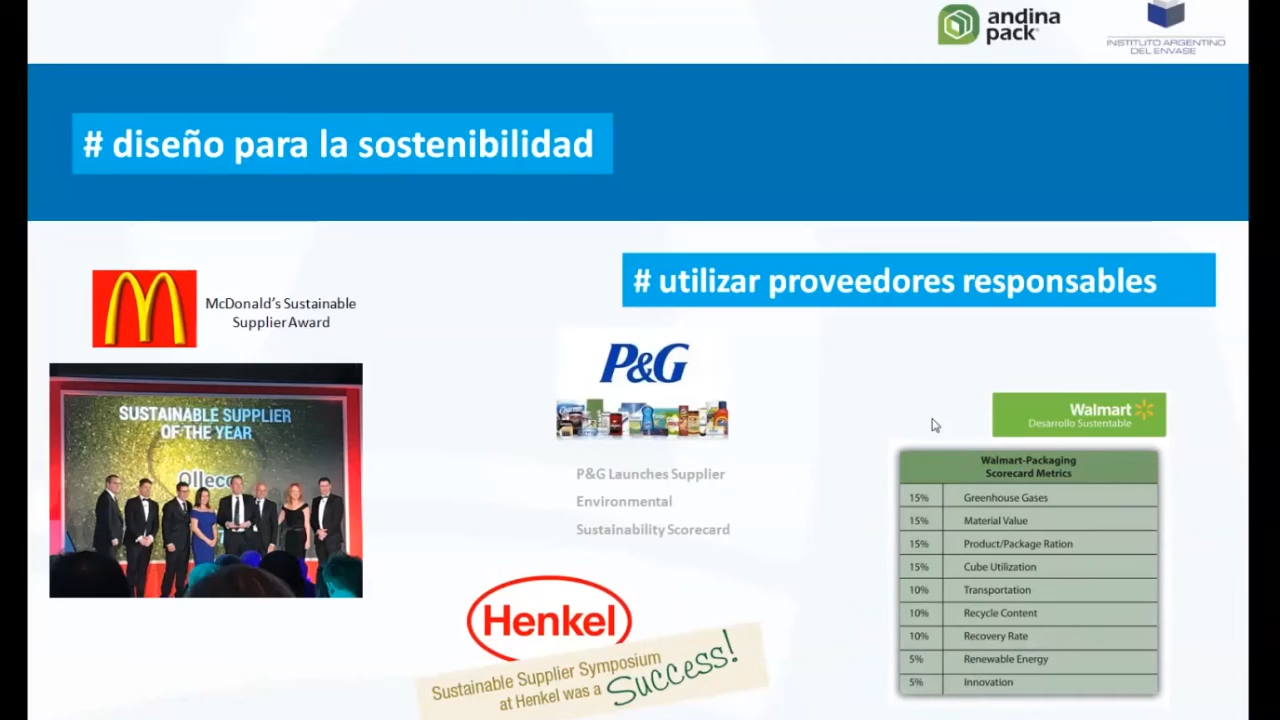 andina
pack
INSTITUTO ARGENTINO
DEL ENVASE
# diseño para la sostenibilidad
# utilizar proveedores responsables
McDonald's Sustainable
Supplier Award
SUSTAINABLE SUPPLIER
OF THE YEAR
Olleco
P&G
P&G Launches Supplier
Environmental
Sustainability Scorecard
Henkel
Sustainable Supplier Symposium
at Henkel was a Success!
Walmart
Desarrollo Sustentable
Walmart-Packaging
Scorecard Metrics
15% Greenhouse Gases
15% Material Value
15% Product/Package Ration
15% Cube Utilization
10% Transportation
10% Recycle Content
10% Recovery Rate
5% Renewable Energy
5% Innovation